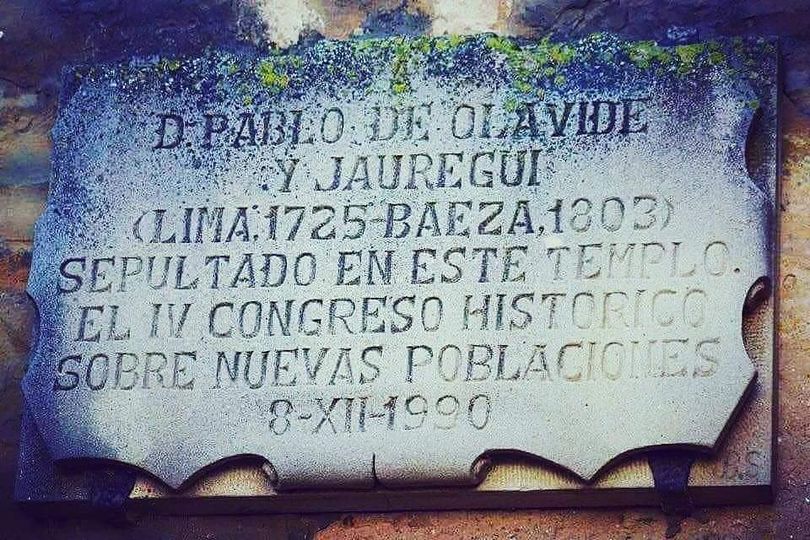 D. PABLO DE OLAVIDE
Y JAUREGUI
(LIMA, 1725-BAEZA, 1803)
SEPULTADO EN ESTE TEMPLO.
EL IV CONGRESO HISTORICO
SOBRE NUEVAS POBLACIONES
8-XII-1990